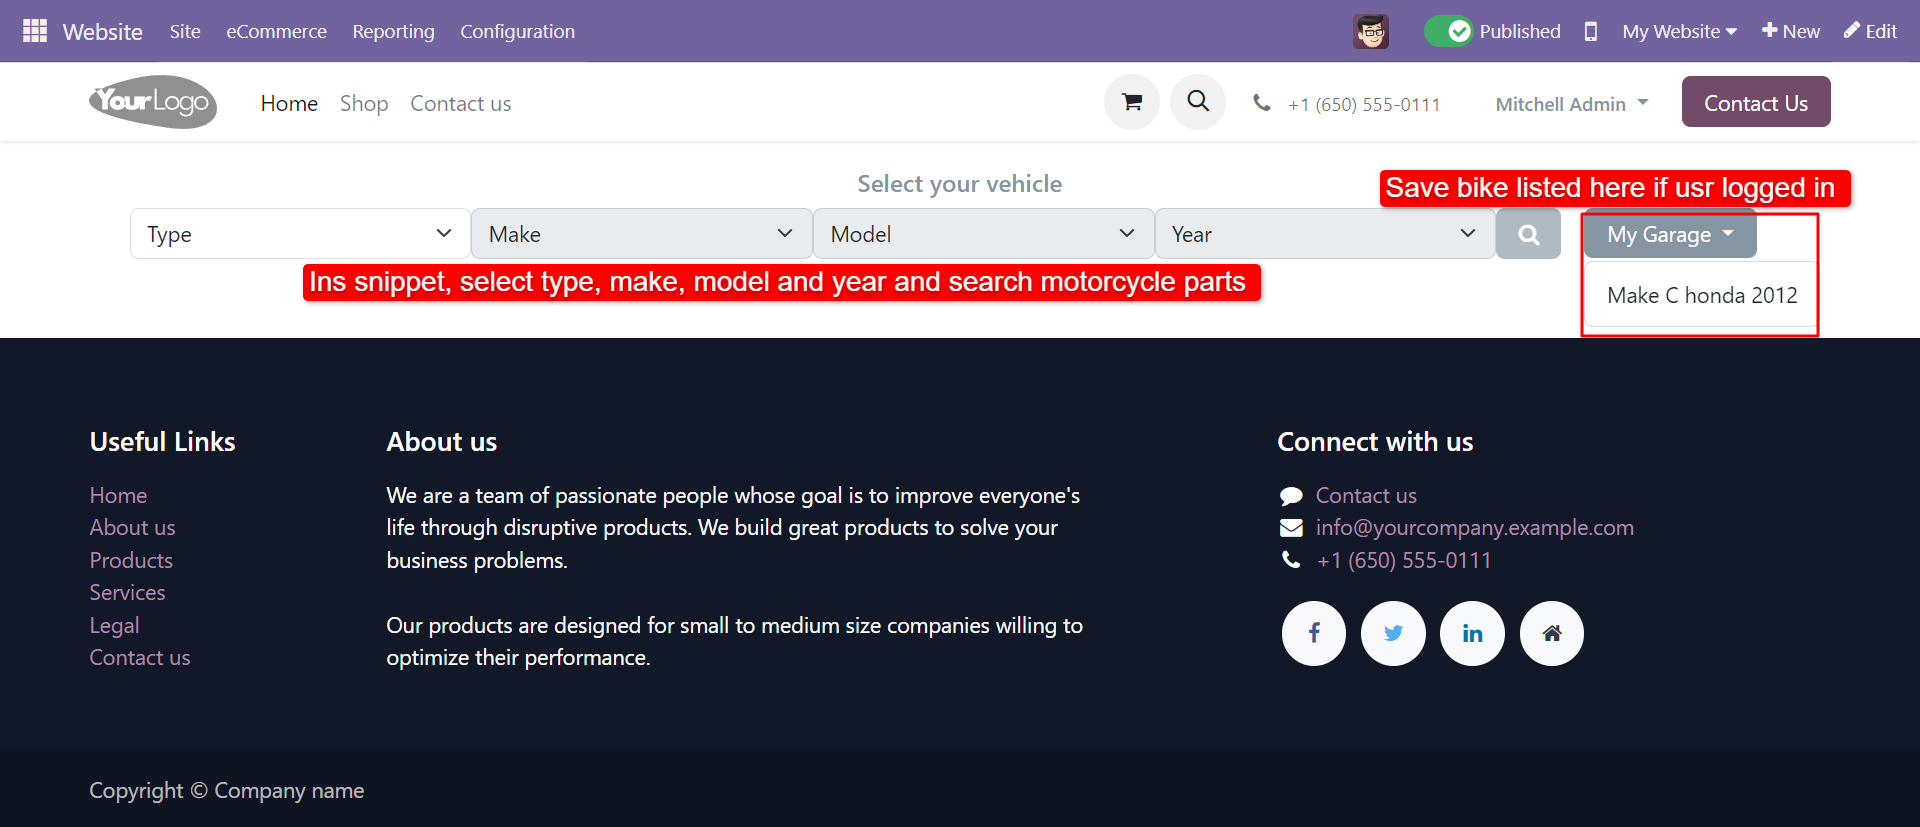 Website Site eCommerce Reporting Configuration Published My Website New Edit
YourLogo Home Shop Contact us +1 (650) 555-0111 Mitchell Admin Contact Us
Select your vehicle
Save bike listed here if usr logged in
Type Make Model Year My Garage
Ins snippet, select type, make, model and year and search motorcycle parts
Make C honda 2012
Useful Links
Home
About us
Products
Services
Legal
Contact us
About us
We are a team of passionate people whose goal is to improve everyone's
life through disruptive products. We build great products to solve your
business problems.
Our products are designed for small to medium size companies willing to
optimize their performance.
Connect with us
Contact us
info@yourcompany.example.com
+1 (650) 555-0111
Copyright © Company name